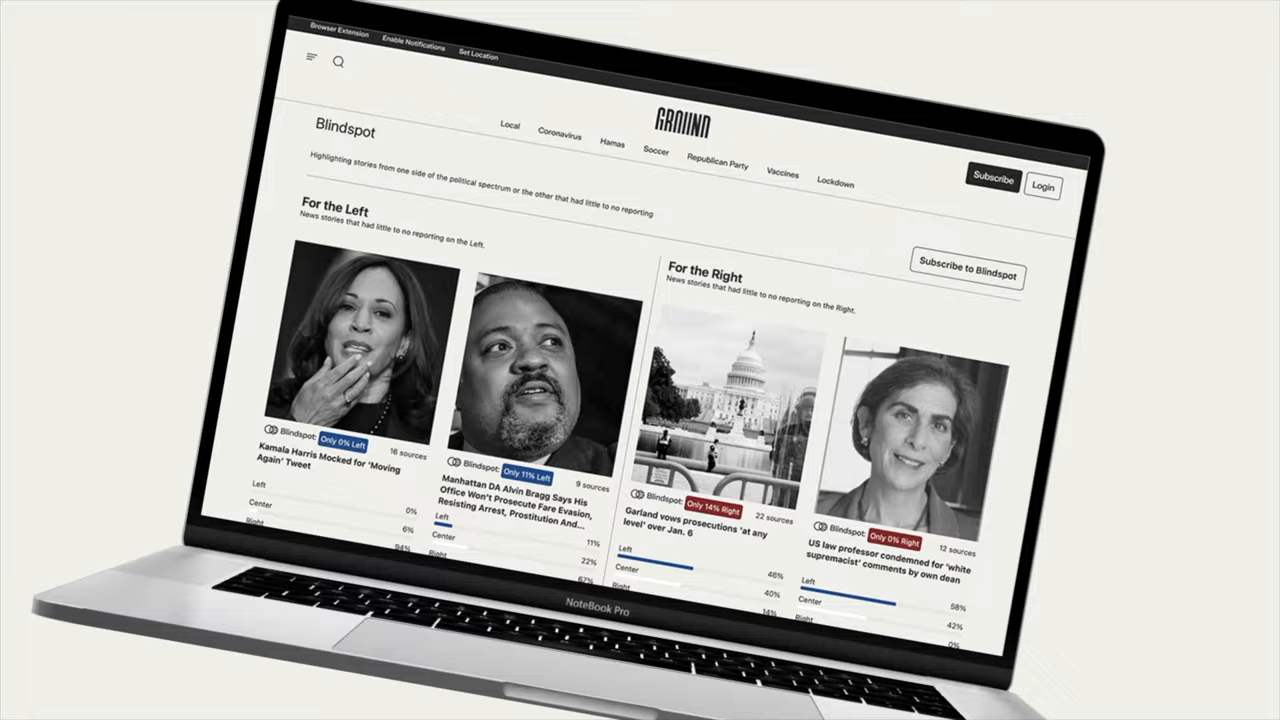 Browser Extension Enable Notifications Set Location
GROUND
Local Coronavirus Hamas Soccer Republican Party Vaccines Lockdown
Subscribe Login
Blindspot
Highlighting stories from one side of the political spectrum or the other that had little to no reporting
Subscribe to Blindspot
For the Left
News stories that had little to no reporting on the Left.
Blindspot: Only 0% Left 16 sources
Kamala Harris Mocked for ‘Moving
Again’ Tweet
Left 0%
Center 6%
Right 94%
Blindspot: Only 11% Left 9 sources
Manhattan DA Alvin Bragg Says His
Office Won’t Prosecute Fare Evasion,
Resisting Arrest, Prostitution And...
Left 11%
Center 22%
Right 67%
For the Right
News stories that had little to no reporting on the Right.
Blindspot: Only 14% Right 22 sources
Garland vows prosecutions 'at any
level' over Jan. 6
Left 46%
Center 40%
Right 14%
Blindspot: Only 0% Right 12 sources
US law professor condemned for ‘white
supremacist’ comments by own dean
Left 58%
Center 42%
Right 0%
NoteBook Pro